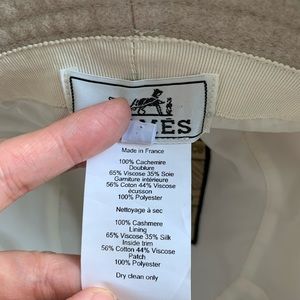 MÈS
Made in France
100% Cachemire
Doublure
65% Viscose 35% Soie
Garniture intérieure
56% Coton 44% Viscose
écusson
100% Polyester
Nettoyage à sec
100% Cashmere
Lining
65% Viscose 35% Silk
Inside trim
56% Cotton 44% Viscose
Patch
100% Polyester
Dry clean only